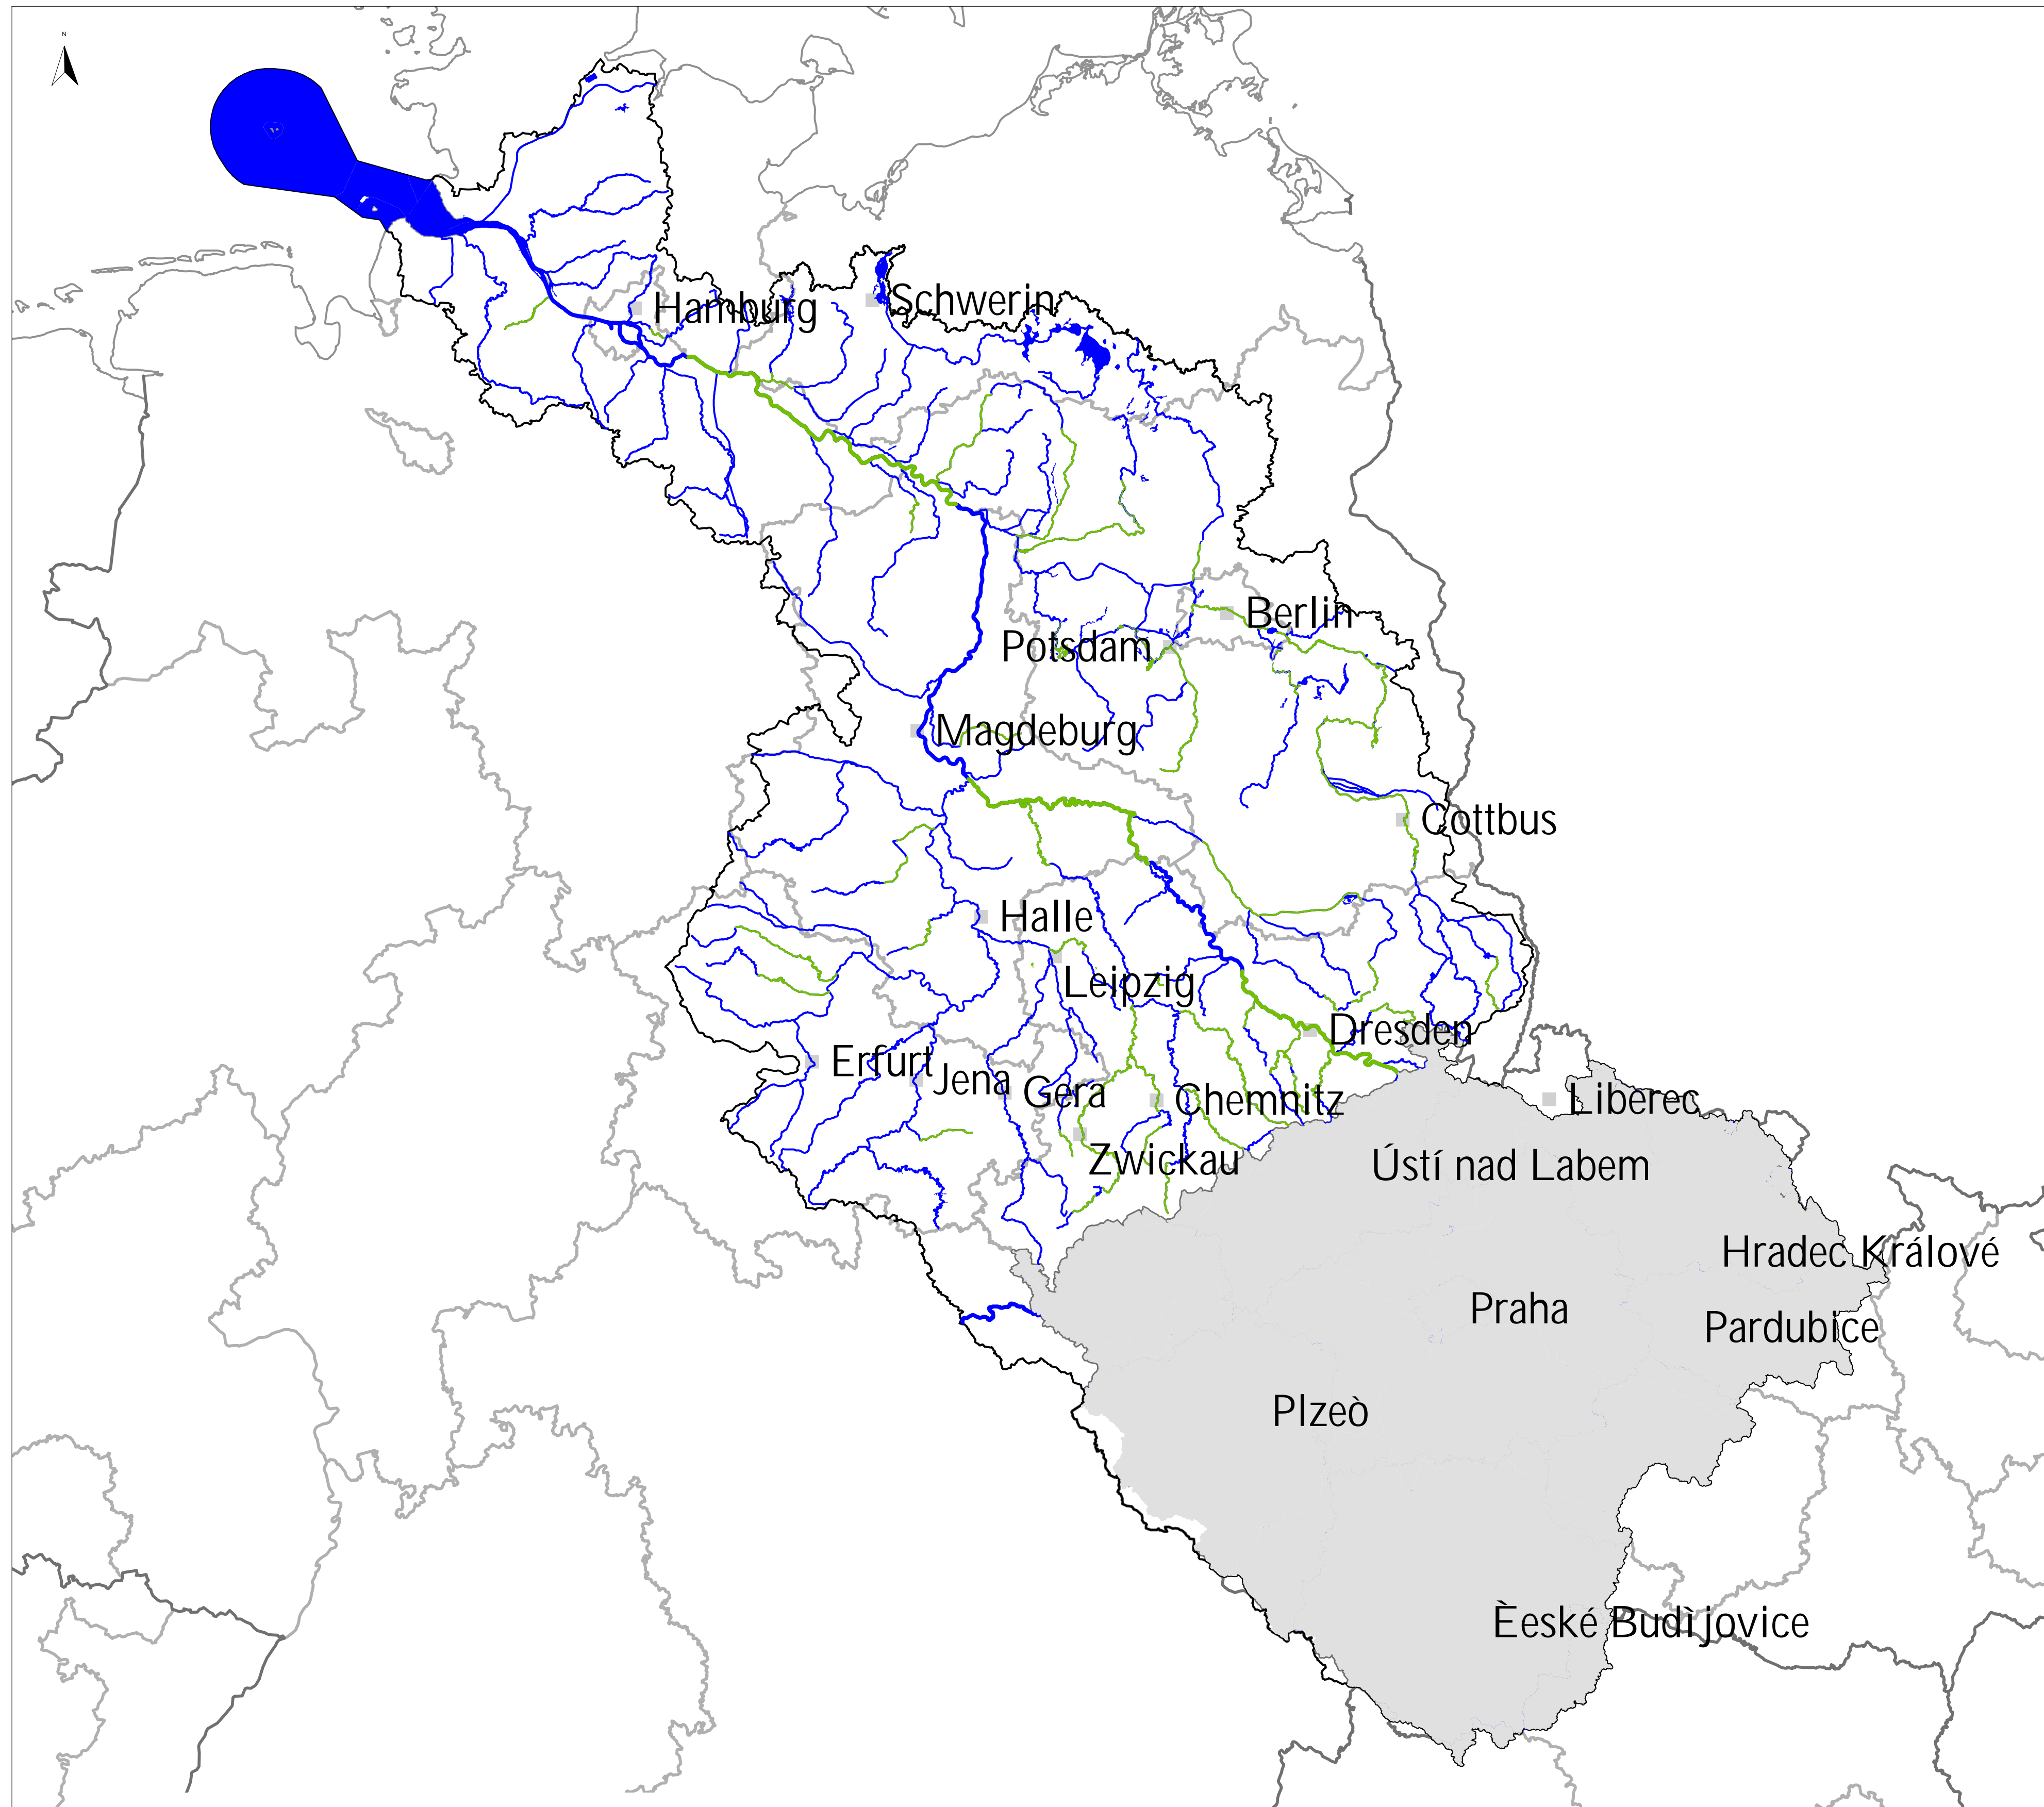 N
Hamburg
Schwerin
Berlin
Potsdam
Magdeburg
Cottbus
Halle
Leipzig
Dresden
Erfurt
Jena
Gera
Chemnitz
Liberec
Zwickau
Ústí nad Labem
Hradec Králové
Praha
Pardubice
Plzeò
Èeské Budìjovice